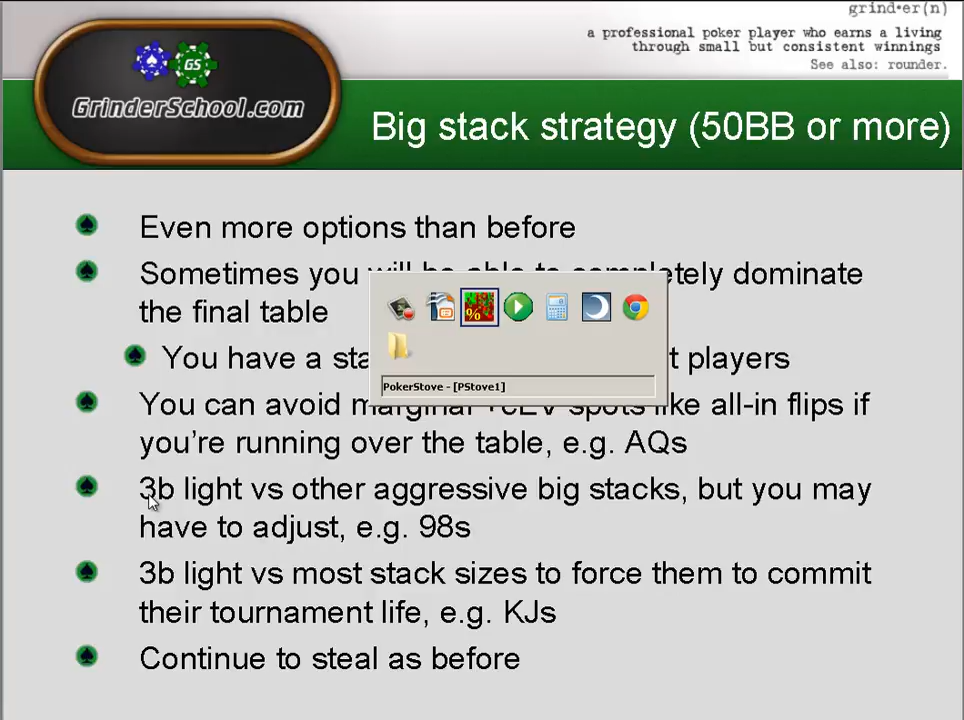 grind•er(n)
a professional poker player who earns a living
through small but consistent winnings
See also: rounder.
GS
GrinderSchool.com
Big stack strategy (50BB or more)
Even more options than before
Sometimes you will be able to completely dominate
the final table
%
You have a sta t players
PokerStove - [PStove1]
You can avoid marginal +cEV spots like all-in flips if
you're running over the table, e.g. AQs
3b light vs other aggressive big stacks, but you may
have to adjust, e.g. 98s
3b light vs most stack sizes to force them to commit
their tournament life, e.g. KJs
Continue to steal as before